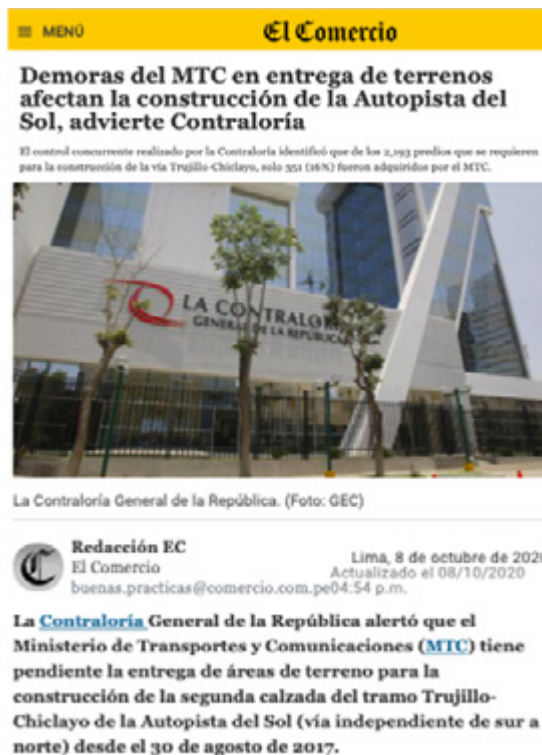 ≡ MENÚ
El Comercio
Demoras del MTC en entrega de terrenos
afectan la construcción de la Autopista del
Sol, advierte Contraloría
El control concurrente realizado por la Contraloría identificó que de los 2,193 predios que se requieren
para la construcción de la vía Trujillo-Chiclayo, solo 351 (16%) fueron adquiridos por el MTC.
LA CONTRALORÍA
GENERAL DE LA REPÚBLICA
La Contraloría General de la República. (Foto: GEC)
Redacción EC
El Comercio
buenas.practicas@comercio.com.pe
Lima, 8 de octubre de 2020
Actualizado el 08/10/2020
04:54 p.m.
La Contraloría General de la República alertó que el
Ministerio de Transportes y Comunicaciones (MTC) tiene
pendiente la entrega de áreas de terreno para la
construcción de la segunda calzada del tramo Trujillo-
Chiclayo de la Autopista del Sol (vía independiente de sur a
norte) desde el 30 de agosto de 2017.